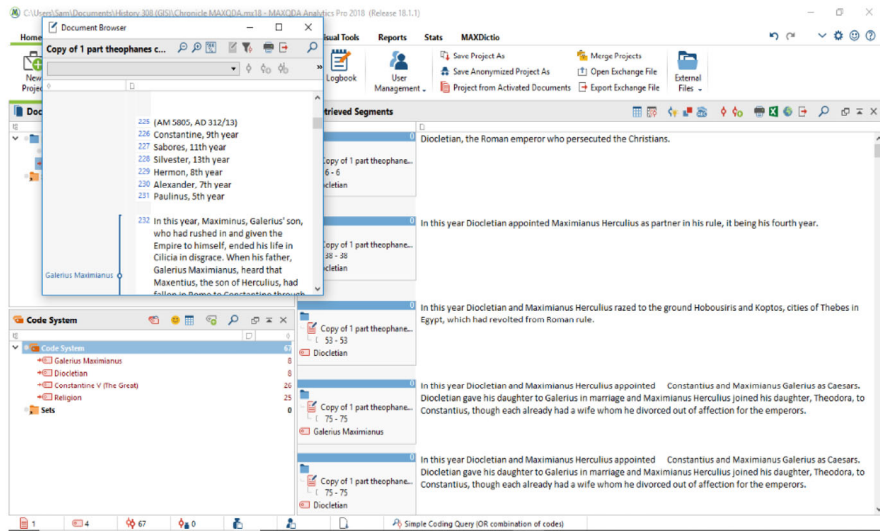 C:\Users\Sam\Documents\History 308 (GIS)\Chronicle MAXQDA.mx18 - MAXQDA Analytics Pro 2018 (Release 18.1.1)
Document Browser
Home
Visual Tools
Reports
Stats
MAXDictio
Copy of 1 part theophanes c...
New
Logbook
User
Management
Save Project As
Save Anonymized Project As
Project from Activated Documents
Merge Projects
Open Exchange File
Export Exchange File
External
Files
225 (AM 5805, AD 312/13)
226 Constantine, 9th year
227 Sabores, 11th year
228 Silvester, 13th year
229 Hermon, 8th year
230 Alexander, 7th year
231 Paulinus, 5th year
232 In this year, Maximinus, Galerius' son,
who had rushed in and given the
Empire to himself, ended his life in
Cilicia in disgrace. When his father,
Galerius Maximianus, heard that
Maxentius, the son of Herculius, had
fallen in Rome to Constantine through
Galerius Maximianus
Retrieved Segments
0
Copy of 1 part theophane...
6 - 6
Diocletian
Diocletian, the Roman emperor who persecuted the Christians.
0
Copy of 1 part theophane...
38 - 38
Diocletian
In this year Diocletian appointed Maximianus Herculius as partner in his rule, it being his fourth year.
0
Copy of 1 part theophane...
53 - 53
Diocletian
In this year Diocletian and Maximianus Herculius razed to the ground Hobousiris and Koptos, cities of Thebes in
Egypt, which had revolted from Roman rule.
0
Copy of 1 part theophane...
75 - 75
Galerius Maximianus
In this year Diocletian and Maximianus Herculius appointed Constantius and Maximianus Galerius as Caesars.
Diocletian gave his daughter to Galerius in marriage and Maximianus Herculius joined his daughter, Theodora, to
Constantius, though each already had a wife whom he divorced out of affection for the emperors.
0
Copy of 1 part theophane...
75 - 75
Diocletian
In this year Diocletian and Maximianus Herculius appointed Constantius and Maximianus Galerius as Caesars.
Diocletian gave his daughter to Galerius in marriage and Maximianus Herculius joined his daughter, Theodora, to
Constantius, though each already had a wife whom he divorced out of affection for the emperors.
Code System
Code System 67
Galerius Maximianus 8
Diocletian 8
Constantine V (The Great) 26
Religion 25
Sets 0
1
4
67
0
Simple Coding Query (OR combination of codes)